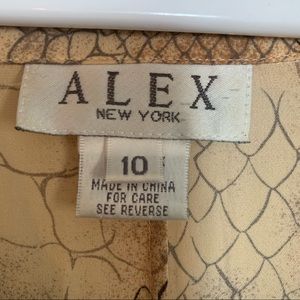 ALEX
NEW YORK
10
MADE IN CHINA
FOR CARE
SEE REVERSE